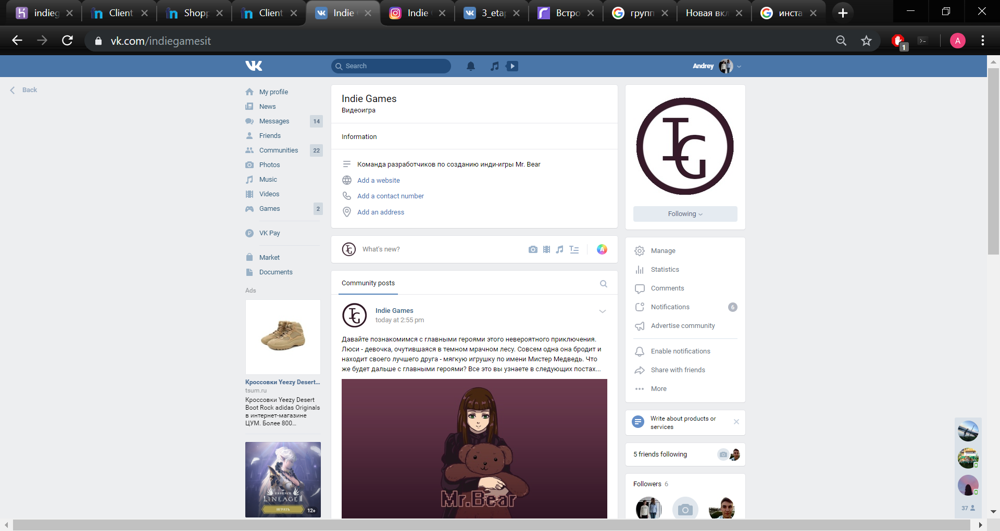 indieg
Client
Shopp
Client
Indie
Indie
3_etap
Встро
групп
Новая вкл
инста
vk.com/indiegamesit
1
A
Search
Andrey
Back
My profile
News
Messages 14
Friends
Communities 22
Photos
Music
Videos
Games 2
VK Pay
Market
Documents
Ads
Кроссовки Yeezy Desert...
tsum.ru
Кроссовки Yeezy Desert
Boot Rock adidas Originals
в интернет-магазине
ЦУМ. Более 800...
ESSENCE
LINEAGE II
ИГРАТЬ
12+
Indie Games
Видеоигра
Information
Команда разработчиков по созданию инди-игры Mr. Bear
Add a website
Add a contact number
Add an address
What's new?
A
Community posts
Indie Games
today at 2:55 pm
Давайте познакомимся с главными героями этого невероятного приключения.
Люси - девочка, очутившаяся в темном мрачном лесу. Совсем одна она бродит и
находит своего лучшего друга - мягкую игрушку по имени Мистер Медведь. Что
же будет дальше с главными героями? Все это вы узнаете в следующих постах...
Mr.Bear
IG
Following
Manage
Statistics
Comments
Notifications 6
Advertise community
Enable notifications
Share with friends
More
Write about products or
services
5 friends following
Followers 6
37